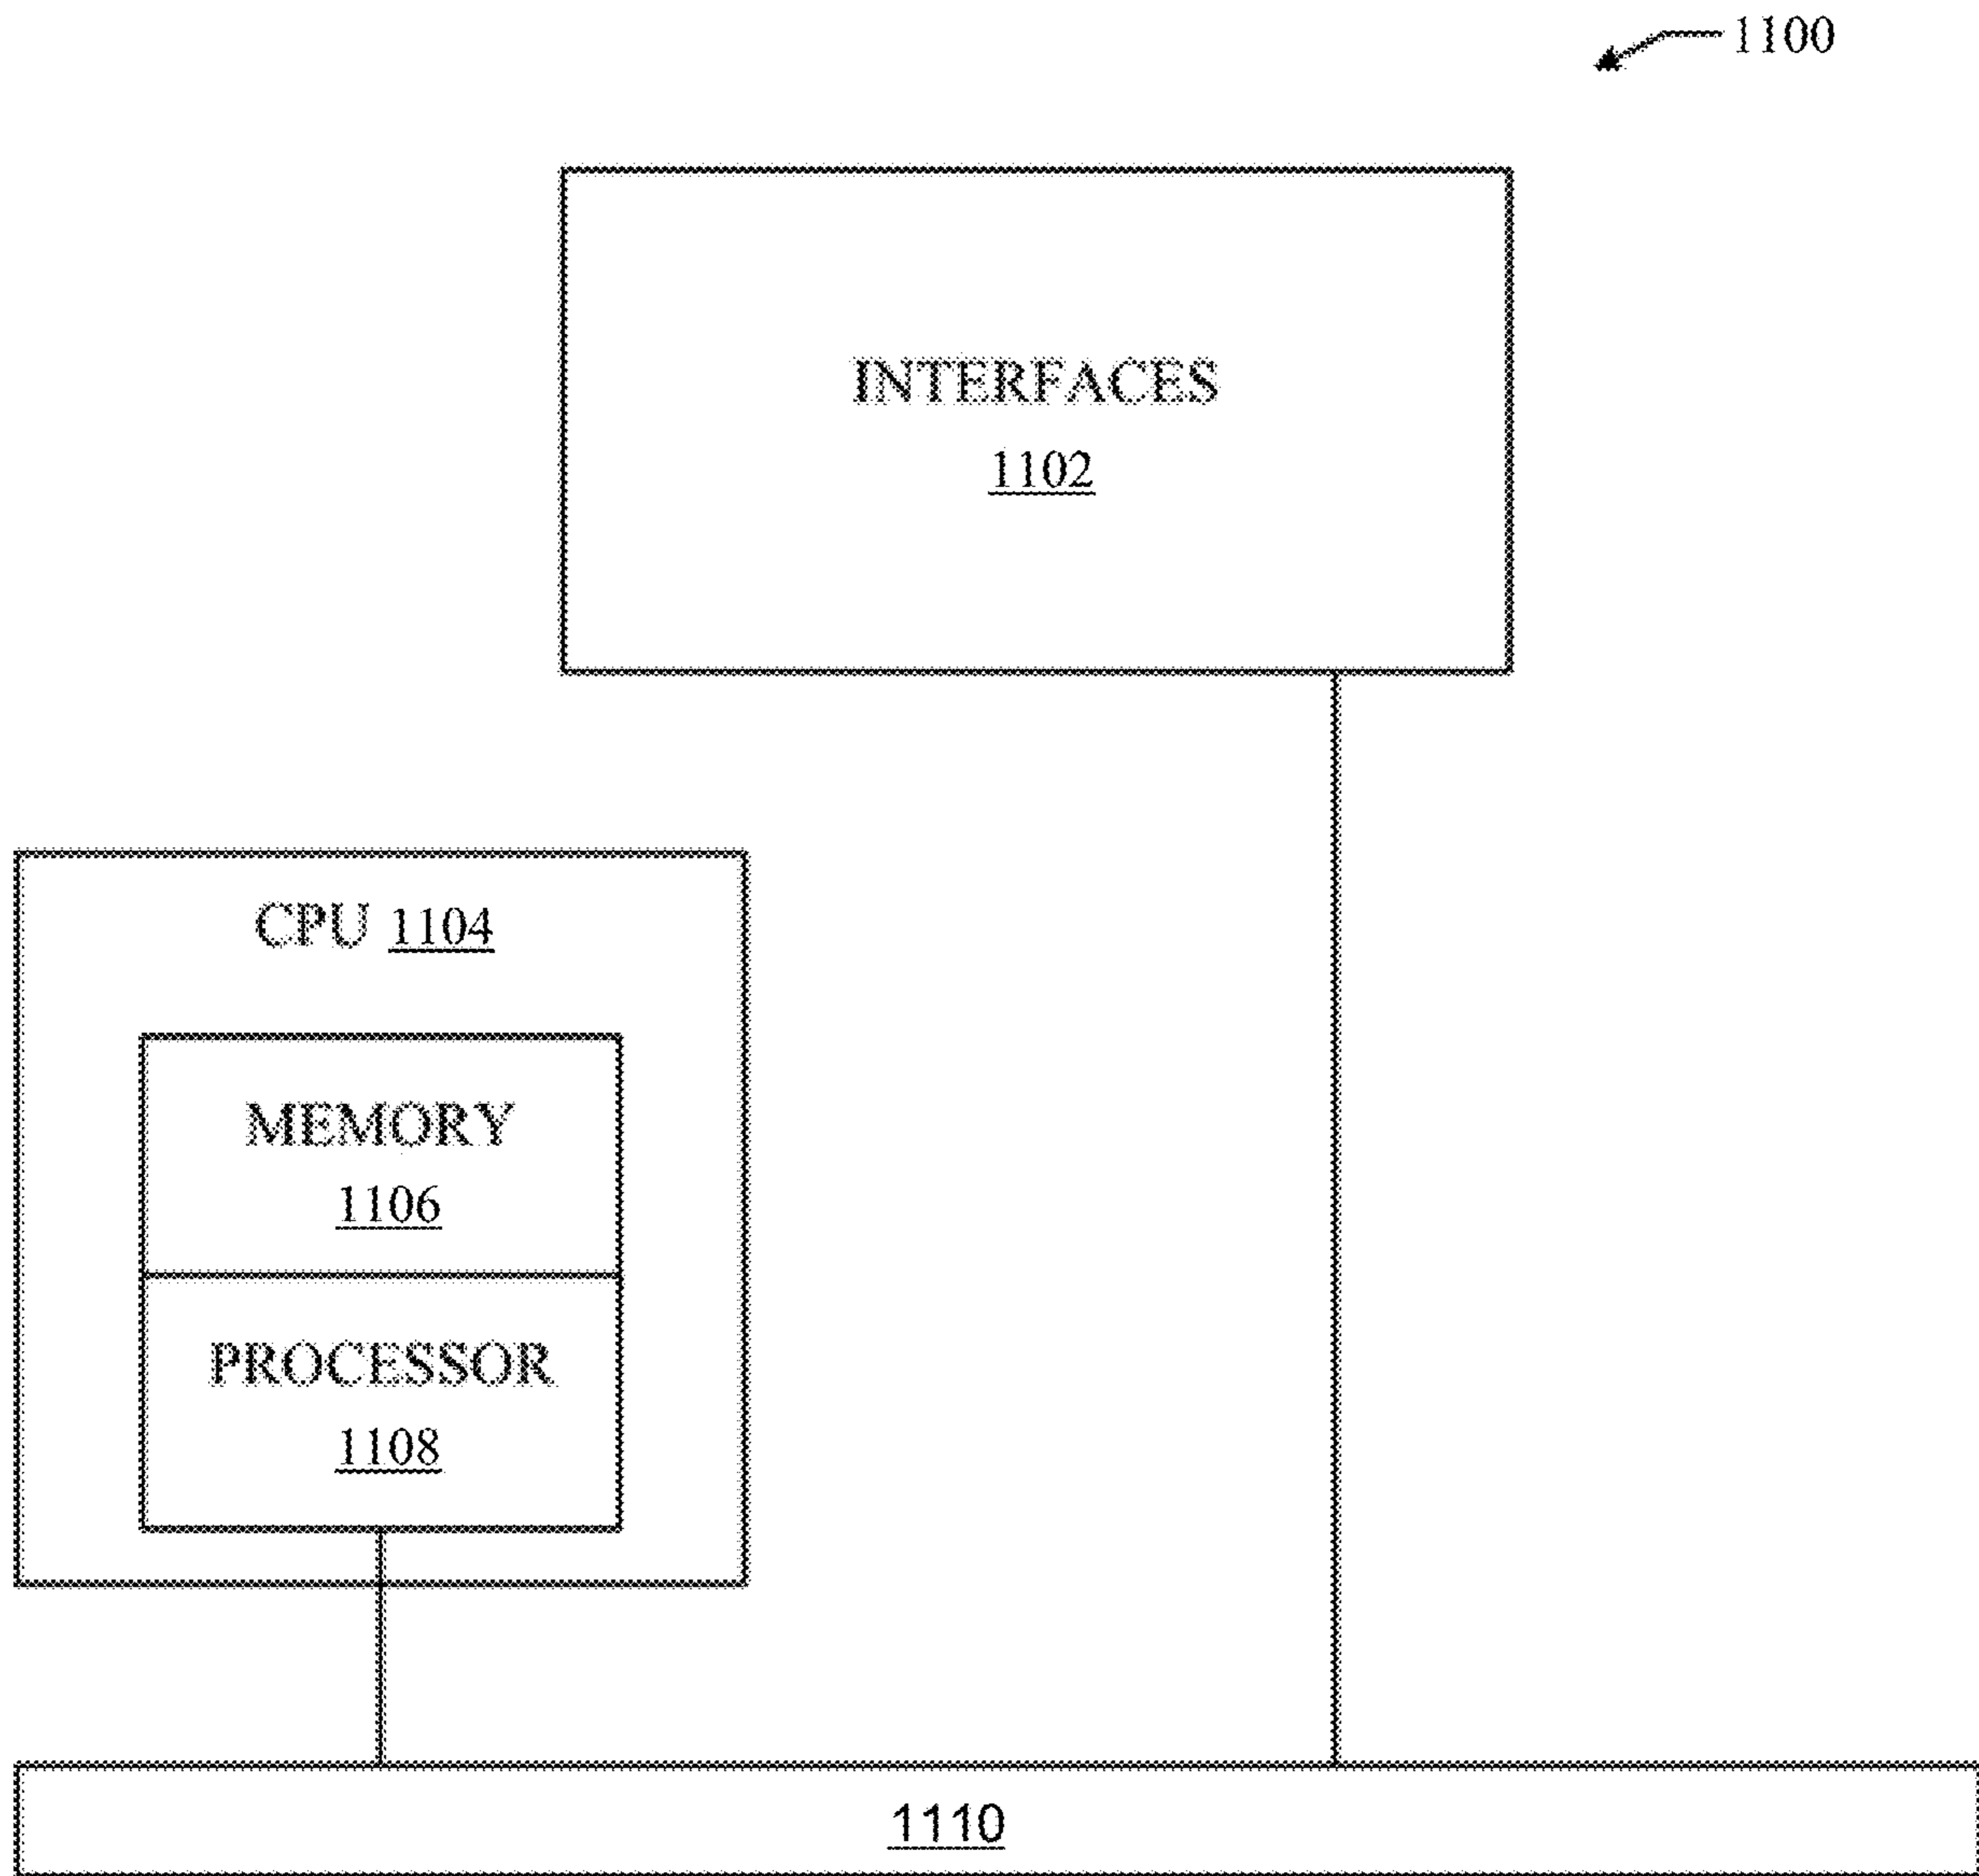 1100
INTERFACES
1102
CPU 1104
MEMORY
1106
PROCESSOR
1108
1110